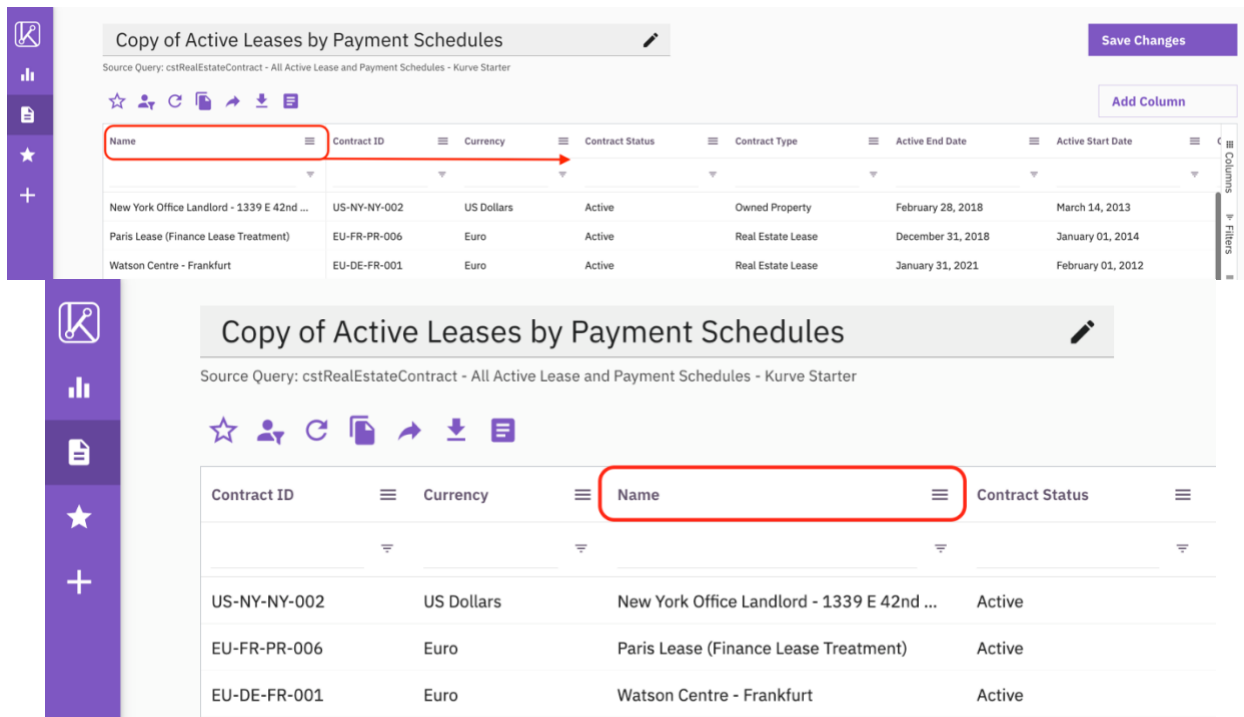 Copy of Active Leases by Payment Schedules
Save Changes
Source Query: cstRealEstateContract - All Active Lease and Payment Schedules - Kurve Starter
Add Column
Name Contract ID Currency Contract Status Contract Type Active End Date Active Start Date
Columns
New York Office Landlord - 1339 E 42nd ... US-NY-NY-002 US Dollars Active Owned Property February 28, 2018 March 14, 2013
Filters
Paris Lease (Finance Lease Treatment) EU-FR-PR-006 Euro Active Real Estate Lease December 31, 2018 January 01, 2014
Watson Centre - Frankfurt EU-DE-FR-001 Euro Active Real Estate Lease January 31, 2021 February 01, 2012
Copy of Active Leases by Payment Schedules
Source Query: cstRealEstateContract - All Active Lease and Payment Schedules - Kurve Starter
Contract ID Currency Name Contract Status
US-NY-NY-002 US Dollars New York Office Landlord - 1339 E 42nd ... Active
EU-FR-PR-006 Euro Paris Lease (Finance Lease Treatment) Active
EU-DE-FR-001 Euro Watson Centre - Frankfurt Active